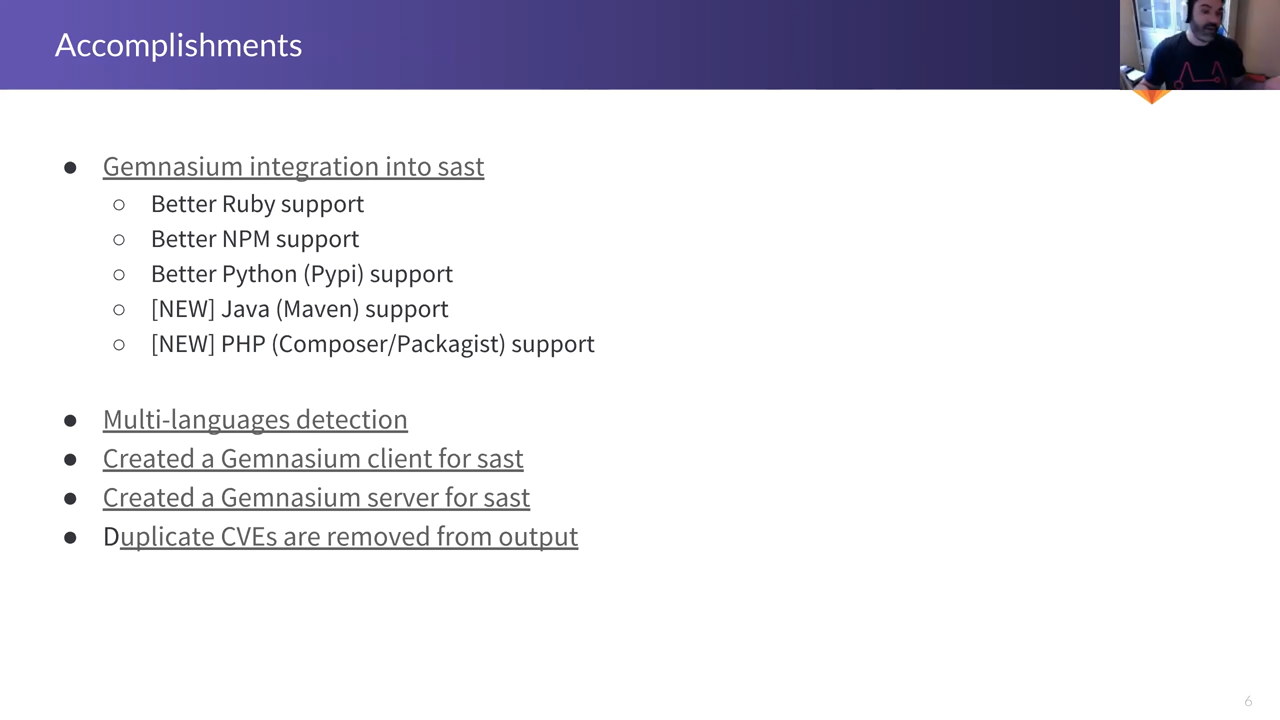 Accomplishments
● Gemnasium integration into sast
○ Better Ruby support
○ Better NPM support
○ Better Python (Pypi) support
○ [NEW] Java (Maven) support
○ [NEW] PHP (Composer/Packagist) support
● Multi-languages detection
● Created a Gemnasium client for sast
● Created a Gemnasium server for sast
● Duplicate CVEs are removed from output
6